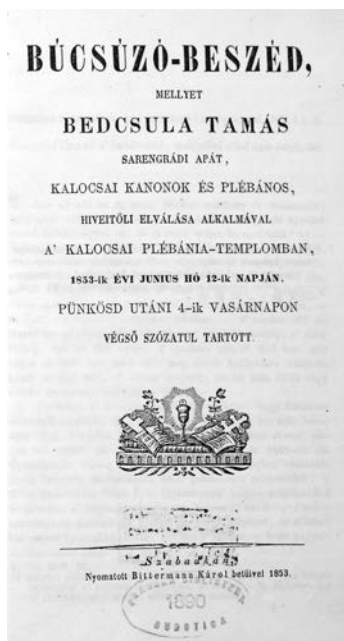 BÚCSÚZÓ-BESZÉD,
MELLYET
BEDCSULA TAMÁS
SARENGRÁDI APÁT,
KALOCSAI KANONOK ÉS PLÉBÁNOS,
HIVEITŐLI ELVÁLÁSA ALKALMÁVAL
A' KALOCSAI PLÉBÁNIA-TEMPLOMBAN,
1853-ik ÉVI JUNIUS HÓ 12-ik NAPJÁN,
PÜNKÖSD UTÁNI 4-ik VASÁRNAPON
VÉGSŐ SZÓZATUL TARTOTT.
Szabadkán,
Nyomatott Bittermann Károl betűivel 1853.
1890
SUBOTICA